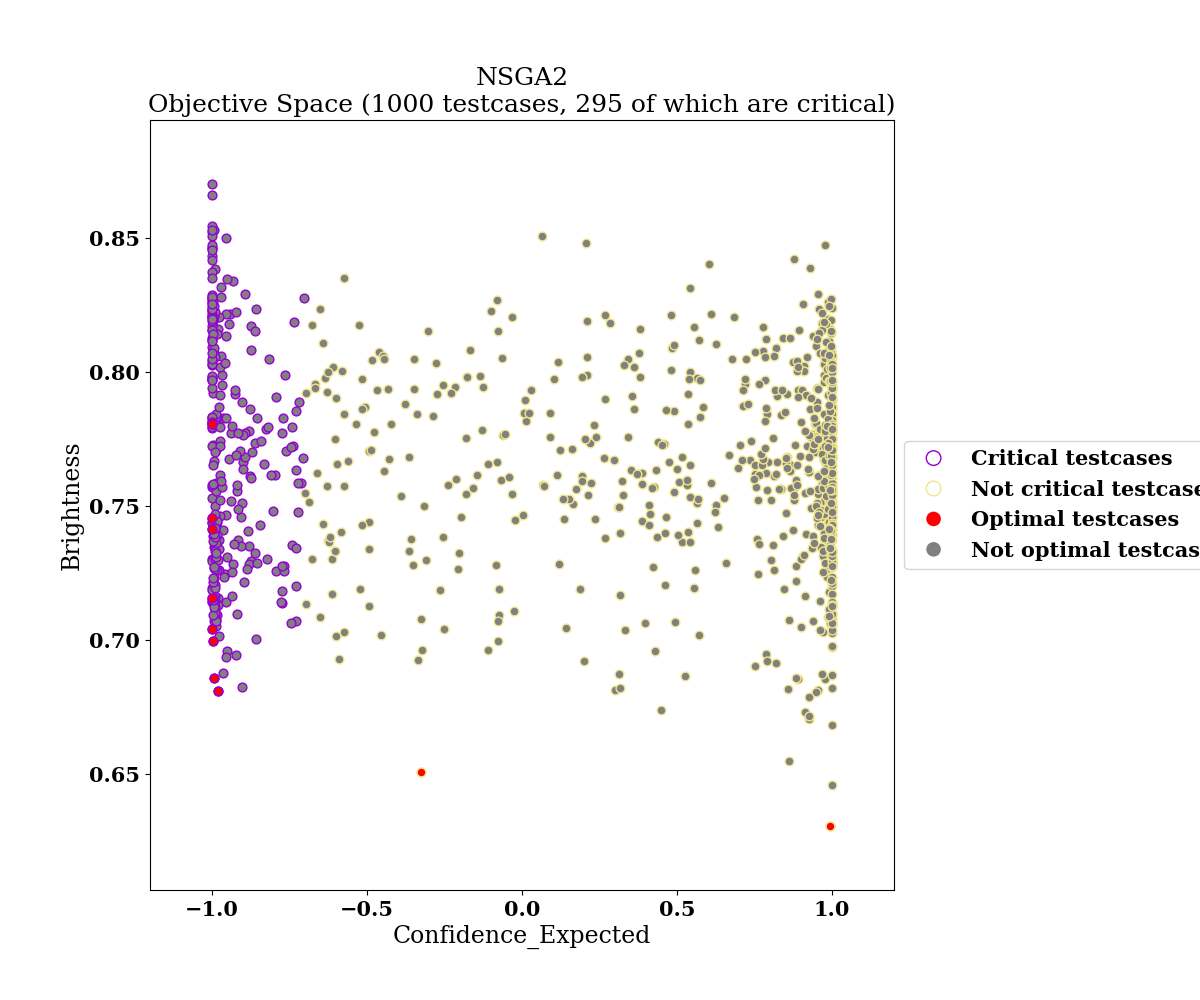 NSGA2
Objective Space (1000 testcases, 295 of which are critical)
0.85
0.80
0.75
0.70
0.65
Brightness
−1.0
−0.5
0.0
0.5
1.0
Confidence_Expected
Critical testcases
Not critical testcase
Optimal testcases
Not optimal testcas